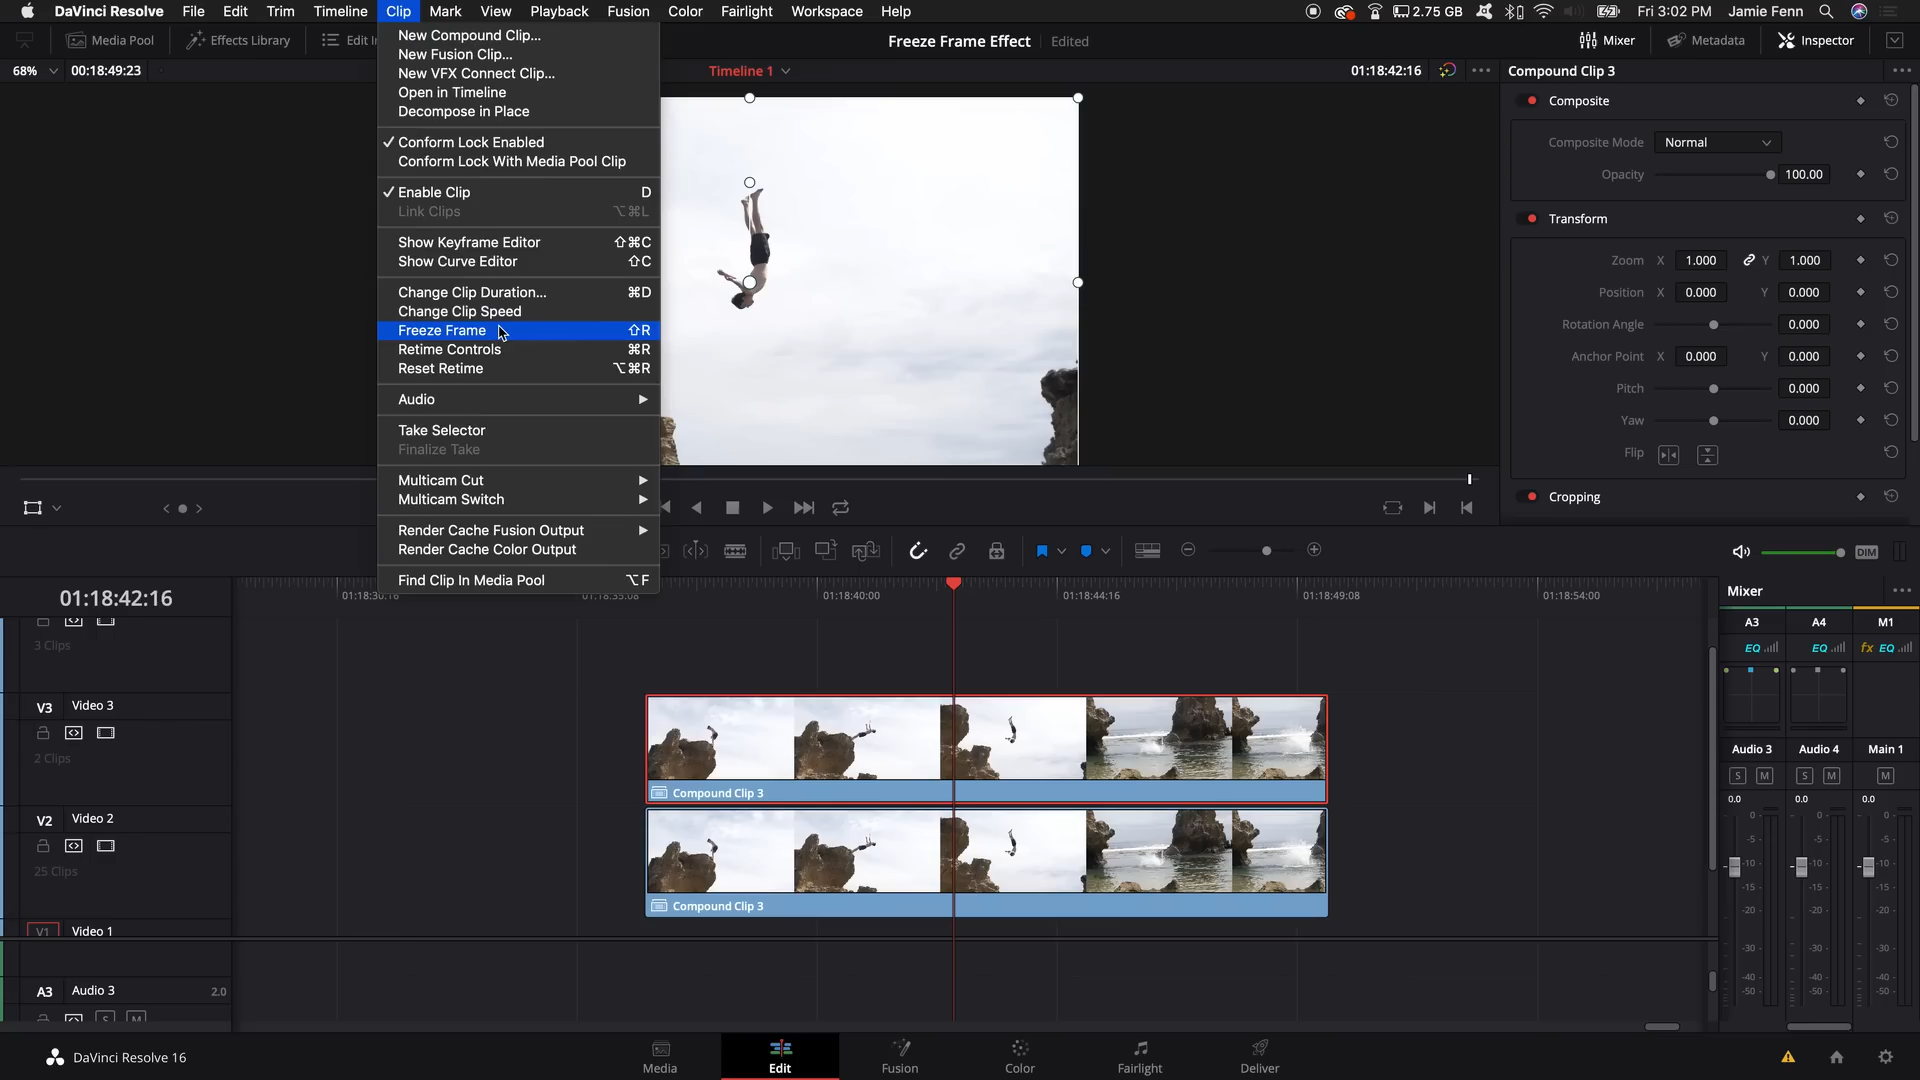 DaVinci Resolve File Edit Trim Timeline Clip Mark View Playback Fusion Color Fairlight Workspace Help 2.75 GB Fri 3:02 PM Jamie Fenn
Media Pool Effects Library Edit In Freeze Frame Effect Edited Mixer Metadata Inspector
68% 00:18:49:23 Timeline 1 01:18:42:16 Compound Clip 3
New Compound Clip...
New Fusion Clip...
New VFX Connect Clip...
Open in Timeline
Decompose in Place
✓ Conform Lock Enabled
Conform Lock With Media Pool Clip
✓ Enable Clip D
Link Clips ⌥⌘L
Show Keyframe Editor ⇧⌘C
Show Curve Editor ⇧C
Change Clip Duration... ⌘D
Change Clip Speed
Freeze Frame ⇧R
Retime Controls ⌘R
Reset Retime ⌥⌘R
Audio
Take Selector
Finalize Take
Multicam Cut
Multicam Switch
Render Cache Fusion Output
Render Cache Color Output
Find Clip In Media Pool ⌥F
Composite
Composite Mode Normal
Opacity 100.00
Transform
Zoom X 1.000 Y 1.000
Position X 0.000 Y 0.000
Rotation Angle 0.000
Anchor Point X 0.000 Y 0.000
Pitch 0.000
Yaw 0.000
Flip
Cropping
DIM
01:18:42:16
01:18:30:16 01:18:35:08 01:18:40:00 01:18:44:16 01:18:49:08 01:18:54:00
3 Clips
V3 Video 3
2 Clips
V2 Video 2
25 Clips
V1 Video 1
A3 Audio 3 2.0
S M
Compound Clip 3
Compound Clip 3
Mixer
A3 A4 M1
EQ EQ fx EQ
Audio 3 Audio 4 Main 1
S M S M M
0.0 0.0 0.0
0 0 0
-5 -5 -5
-10 -10 -10
-15 -15 -15
-20 -20 -20
-30 -30 -30
-40 -40 -40
-50 -50 -50
DaVinci Resolve 16
Media Edit Fusion Color Fairlight Deliver